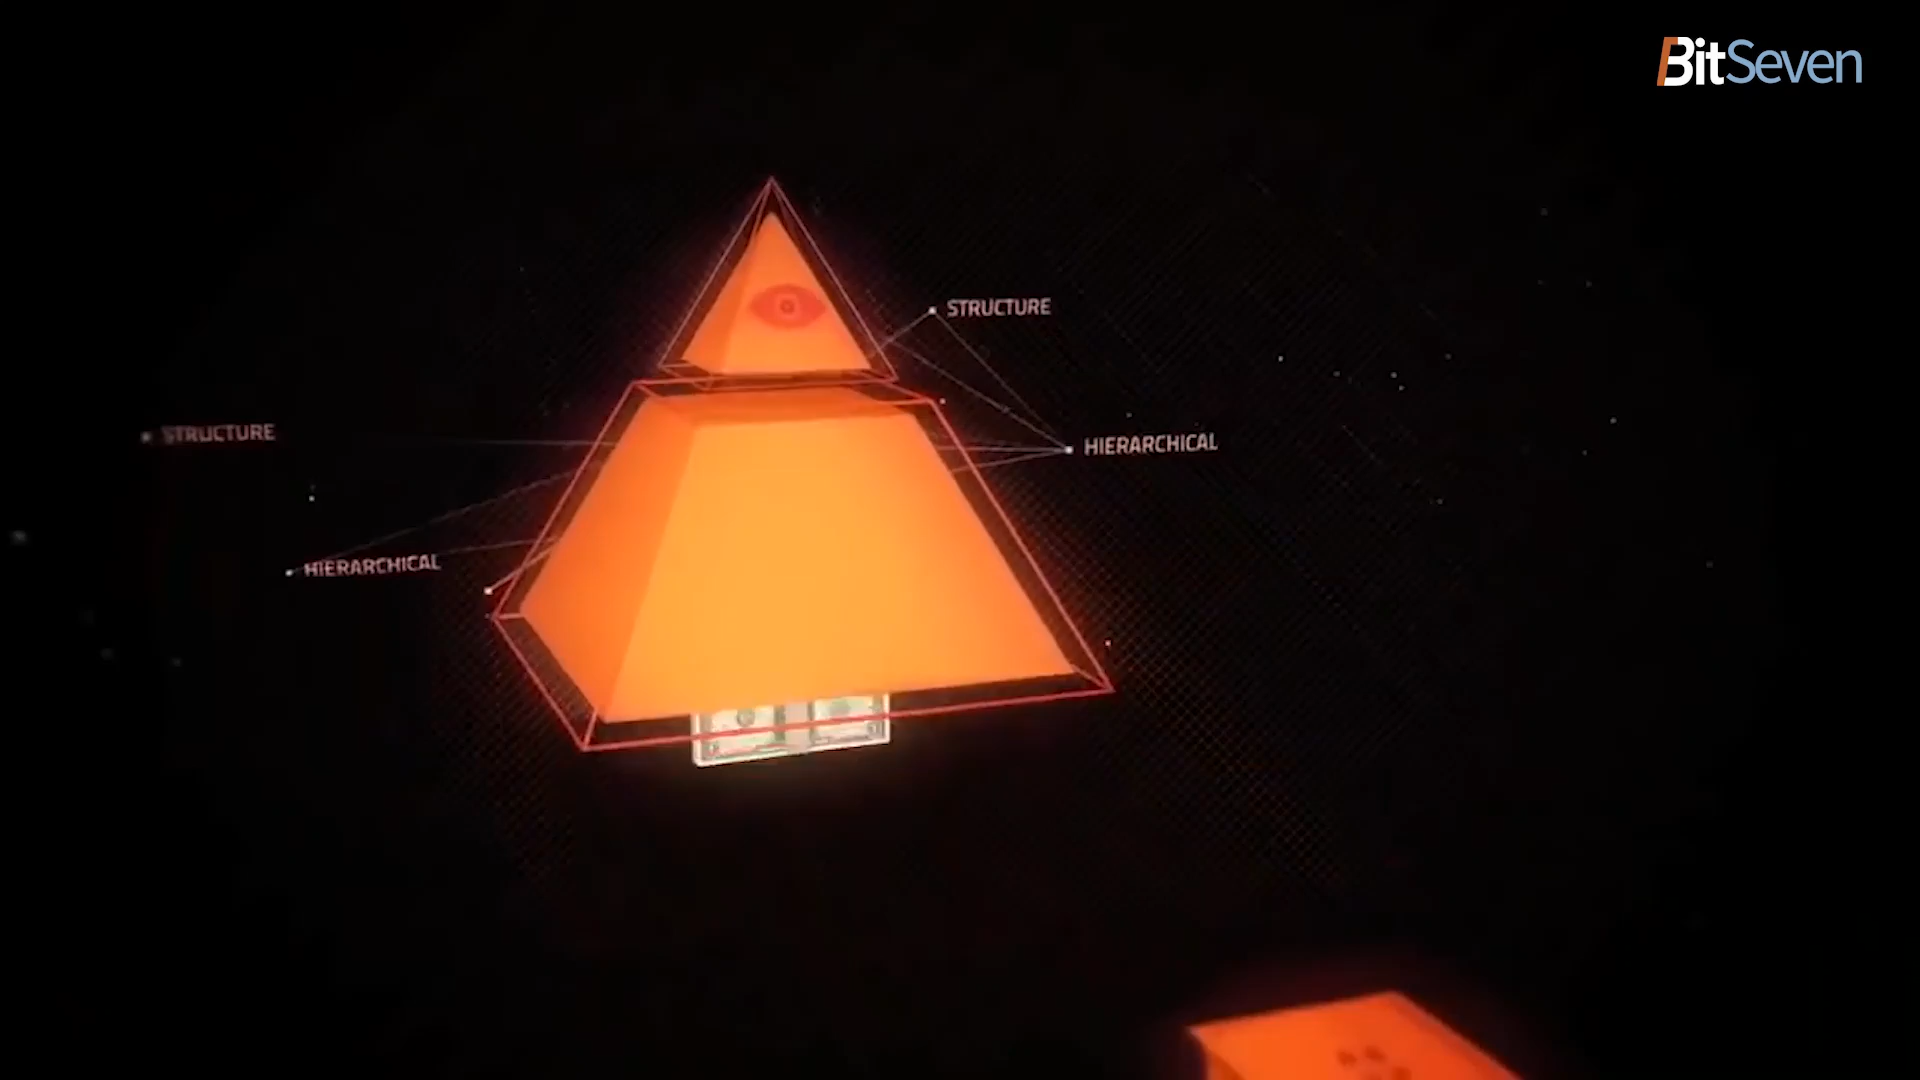 BitSeven
STRUCTURE
STRUCTURE
HIERARCHICAL
HIERARCHICAL